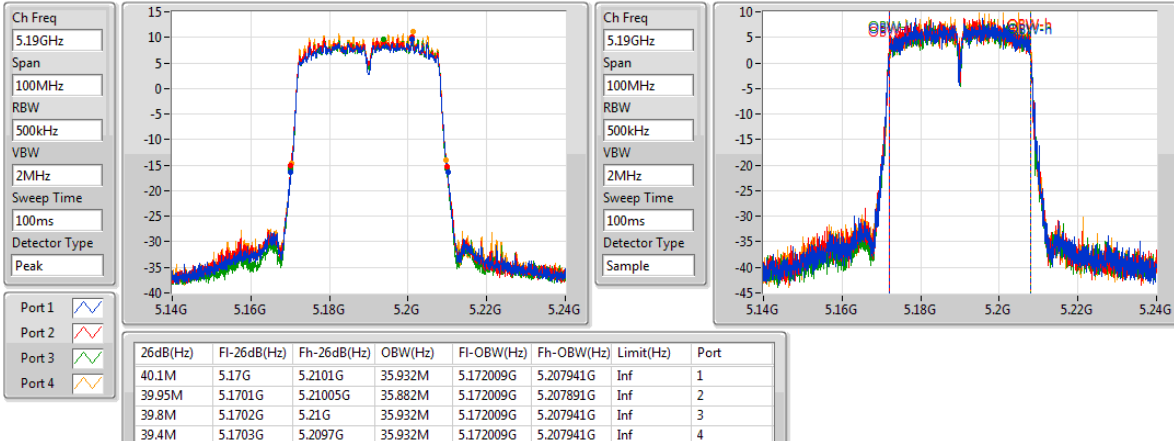 Ch Freq
5.19GHz
Span
100MHz
RBW
500kHz
VBW
2MHz
Sweep Time
100ms
Detector Type
Peak
15
10
5
0
-5
-10
-15
-20
-25
-30
-35
-40
5.14G 5.16G 5.18G 5.2G 5.22G 5.24G
Ch Freq
5.19GHz
Span
100MHz
RBW
500kHz
VBW
2MHz
Sweep Time
100ms
Detector Type
Sample
10
5
0
-5
-10
-15
-20
-25
-30
-35
-40
-45
OBW-h
5.14G 5.16G 5.18G 5.2G 5.22G 5.24G
Port 1
Port 2
Port 3
Port 4
26dB(Hz) Fl-26dB(Hz) Fh-26dB(Hz) OBW(Hz) Fl-OBW(Hz) Fh-OBW(Hz) Limit(Hz) Port
40.1M 5.17G 5.2101G 35.932M 5.172009G 5.207941G Inf 1
39.95M 5.1701G 5.21005G 35.882M 5.172009G 5.207891G Inf 2
39.8M 5.1702G 5.21G 35.932M 5.172009G 5.207941G Inf 3
39.4M 5.1703G 5.2097G 35.932M 5.172009G 5.207941G Inf 4